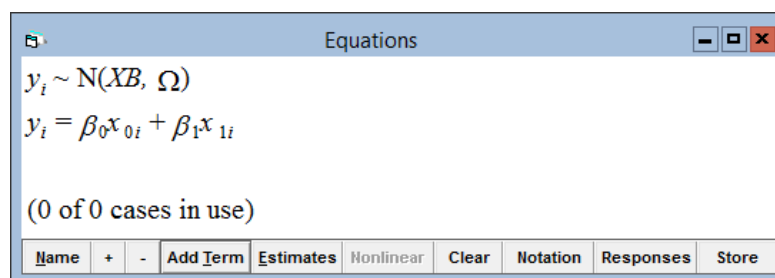 Equations
yᵢ ~ N(XB, Ω)
yᵢ = β₀x₀ᵢ + β₁x₁ᵢ
(0 of 0 cases in use)
Name + - Add Term Estimates Nonlinear Clear Notation Responses Store